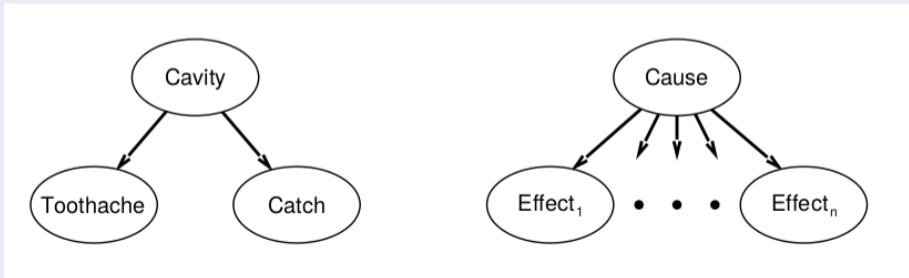 Cavity
Cause
Toothache
Catch
Effect₁
• • •
Effectₙ